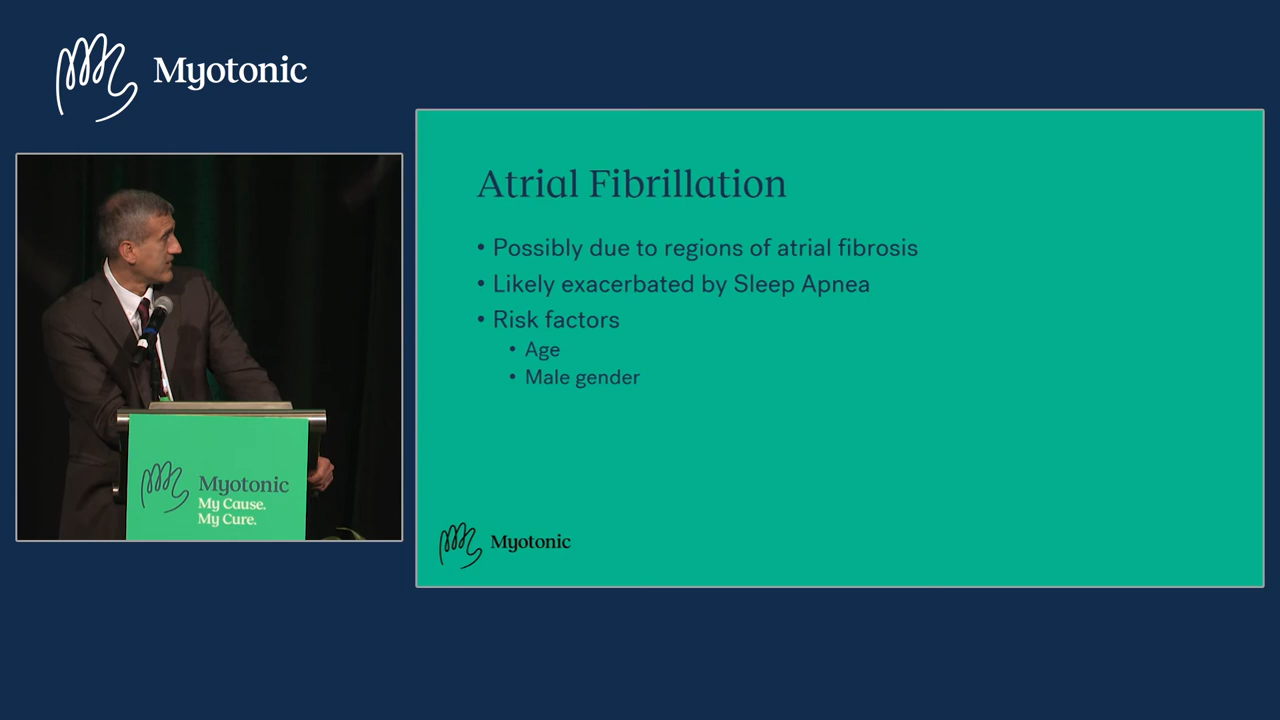 Myotonic
Atrial Fibrillation
• Possibly due to regions of atrial fibrosis
• Likely exacerbated by Sleep Apnea
• Risk factors
• Age
• Male gender
Myotonic
Myotonic
My Cause.
My Cure.